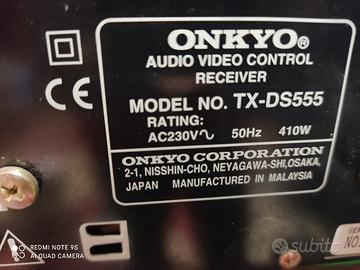 ONKYO®
AUDIO VIDEO CONTROL
RECEIVER
MODEL NO. TX-DS555
RATING:
AC230V∿ 50Hz 410W
ONKYO CORPORATION
2-1, NISSHIN-CHO, NEYAGAWA-SHI, OSAKA,
JAPAN MANUFACTURED IN MALAYSIA
CE
NO.
REDMI NOTE 9S
AI QUAD CAMERA
subito